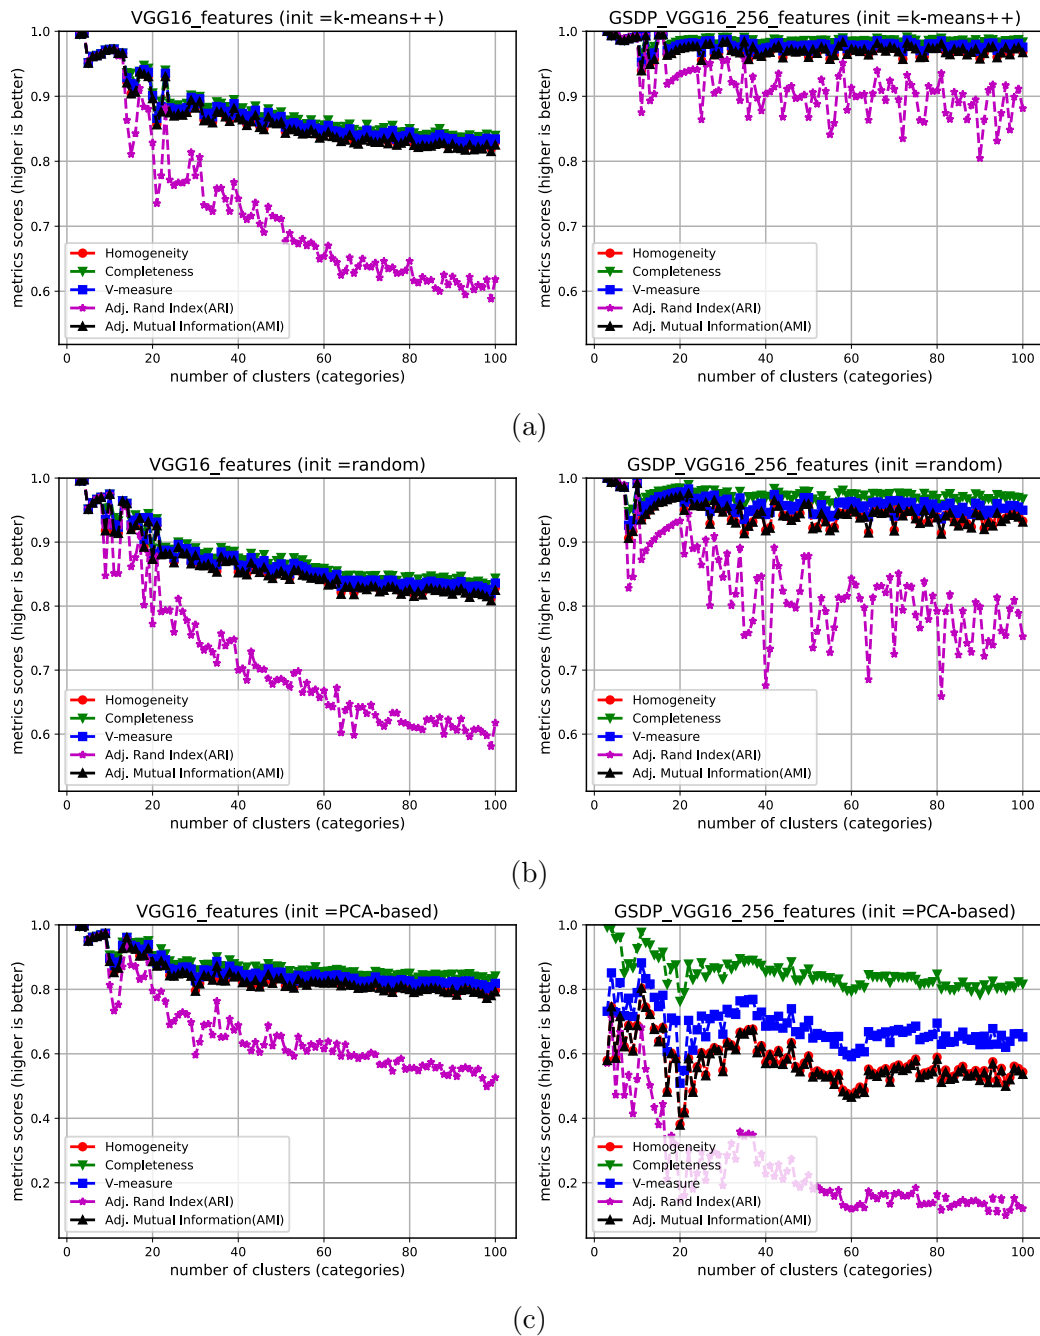 VGG16_features (init =k-means++)
metrics scores (higher is better)
1.0
0.9
0.8
0.7
0.6
Homogeneity
Completeness
V-measure
Adj. Rand Index(ARI)
Adj. Mutual Information(AMI)
0 20 40 60 80 100
number of clusters (categories)
GSDP_VGG16_256_features (init =k-means++)
metrics scores (higher is better)
1.0
0.9
0.8
0.7
0.6
Homogeneity
Completeness
V-measure
Adj. Rand Index(ARI)
Adj. Mutual Information(AMI)
0 20 40 60 80 100
number of clusters (categories)
(a)
VGG16_features (init =random)
metrics scores (higher is better)
1.0
0.9
0.8
0.7
0.6
Homogeneity
Completeness
V-measure
Adj. Rand Index(ARI)
Adj. Mutual Information(AMI)
0 20 40 60 80 100
number of clusters (categories)
GSDP_VGG16_256_features (init =random)
metrics scores (higher is better)
1.0
0.9
0.8
0.7
0.6
Homogeneity
Completeness
V-measure
Adj. Rand Index(ARI)
Adj. Mutual Information(AMI)
0 20 40 60 80 100
number of clusters (categories)
(b)
VGG16_features (init =PCA-based)
metrics scores (higher is better)
1.0
0.8
0.6
0.4
0.2
Homogeneity
Completeness
V-measure
Adj. Rand Index(ARI)
Adj. Mutual Information(AMI)
0 20 40 60 80 100
number of clusters (categories)
GSDP_VGG16_256_features (init =PCA-based)
metrics scores (higher is better)
1.0
0.8
0.6
0.4
0.2
Homogeneity
Completeness
V-measure
Adj. Rand Index(ARI)
Adj. Mutual Information(AMI)
0 20 40 60 80 100
number of clusters (categories)
(c)